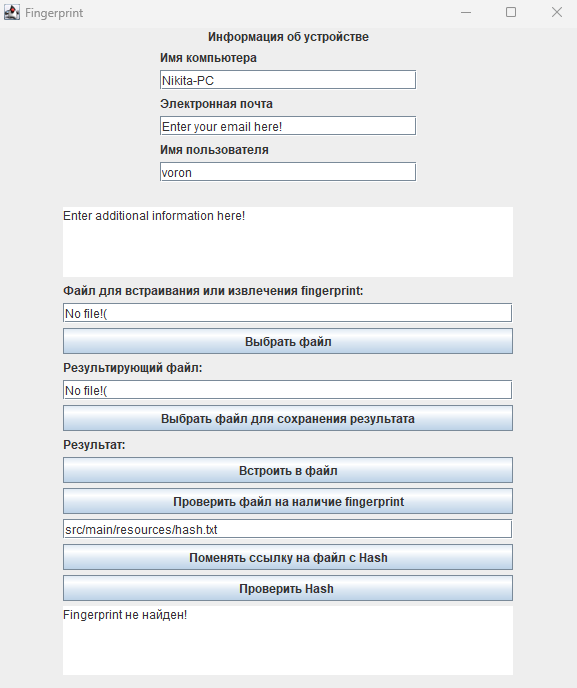 Fingerprint
Информация об устройстве
Имя компьютера
Nikita-PC
Электронная почта
Enter your email here!
Имя пользователя
voron
Enter additional information here!
Файл для встраивания или извлечения fingerprint:
No file!(
Выбрать файл
Результирующий файл:
No file!(
Выбрать файл для сохранения результата
Результат:
Встроить в файл
Проверить файл на наличие fingerprint
src/main/resources/hash.txt
Поменять ссылку на файл с Hash
Проверить Hash
Fingerprint не найден!